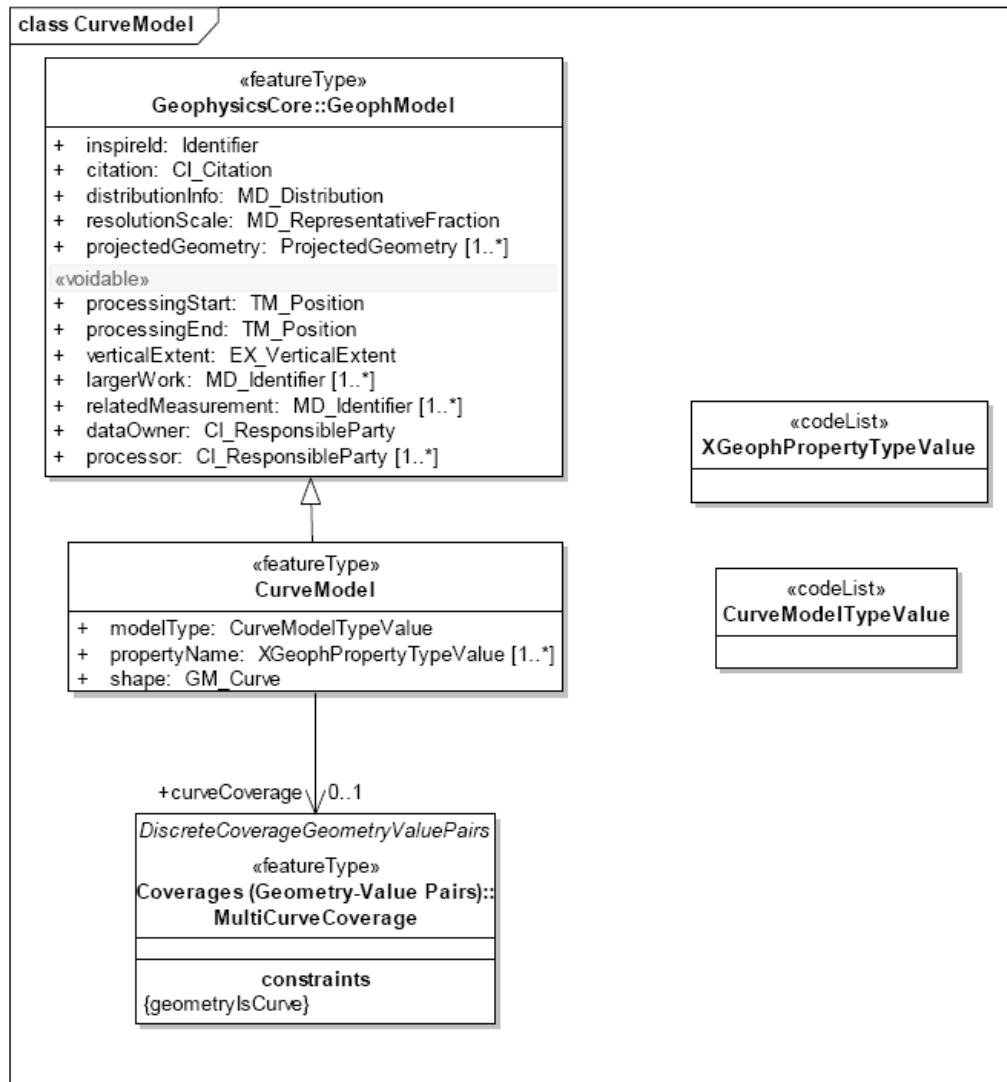 class CurveModel
«featureType»
GeophysicsCore::GeophModel
+ inspireId: Identifier
+ citation: CI_Citation
+ distributionInfo: MD_Distribution
+ resolutionScale: MD_RepresentativeFraction
+ projectedGeometry: ProjectedGeometry [1..*]
«voidable»
+ processingStart: TM_Position
+ processingEnd: TM_Position
+ verticalExtent: EX_VerticalExtent
+ largerWork: MD_Identifier [1..*]
+ relatedMeasurement: MD_Identifier [1..*]
+ dataOwner: CI_ResponsibleParty
+ processor: CI_ResponsibleParty [1..*]
«codeList»
XGeophPropertyTypeValue
«featureType»
CurveModel
+ modelType: CurveModelTypeValue
+ propertyName: XGeophPropertyTypeValue [1..*]
+ shape: GM_Curve
«codeList»
CurveModelTypeValue
+curveCoverage 0..1
DiscreteCoverageGeometryValuePairs
«featureType»
Coverages (Geometry-Value Pairs)::
MultiCurveCoverage
constraints
{geometryIsCurve}